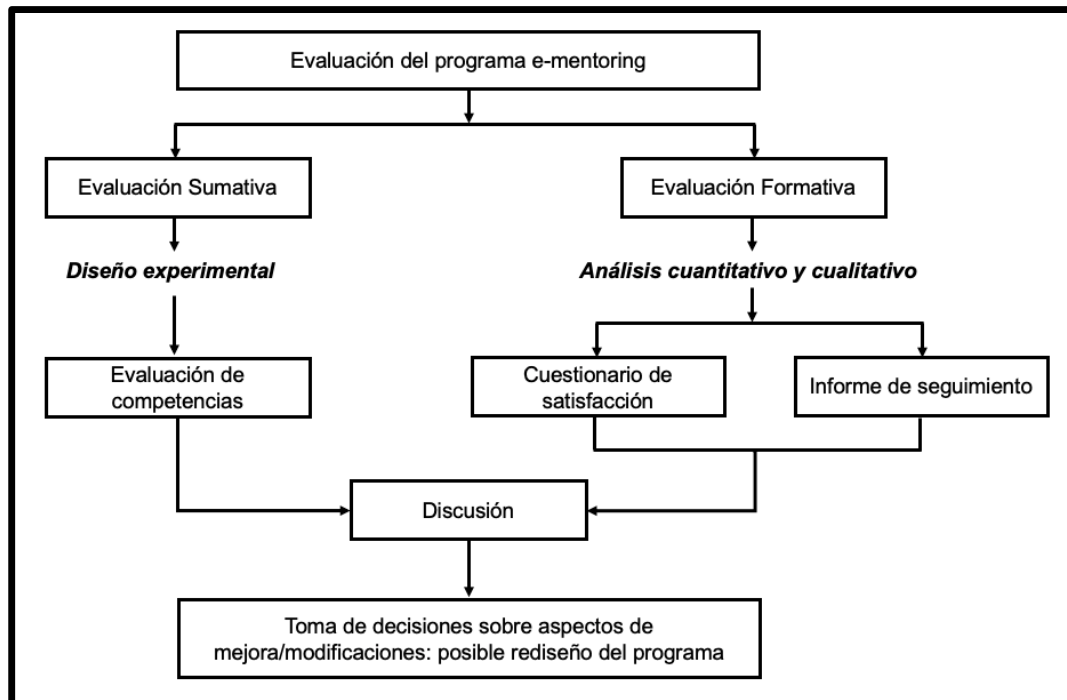 Evaluación del programa e-mentoring
Evaluación Sumativa
Evaluación Formativa
Diseño experimental
Análisis cuantitativo y cualitativo
Evaluación de
competencias
Cuestionario de
satisfacción
Informe de seguimiento
Discusión
Toma de decisiones sobre aspectos de
mejora/modificaciones: posible rediseño del programa